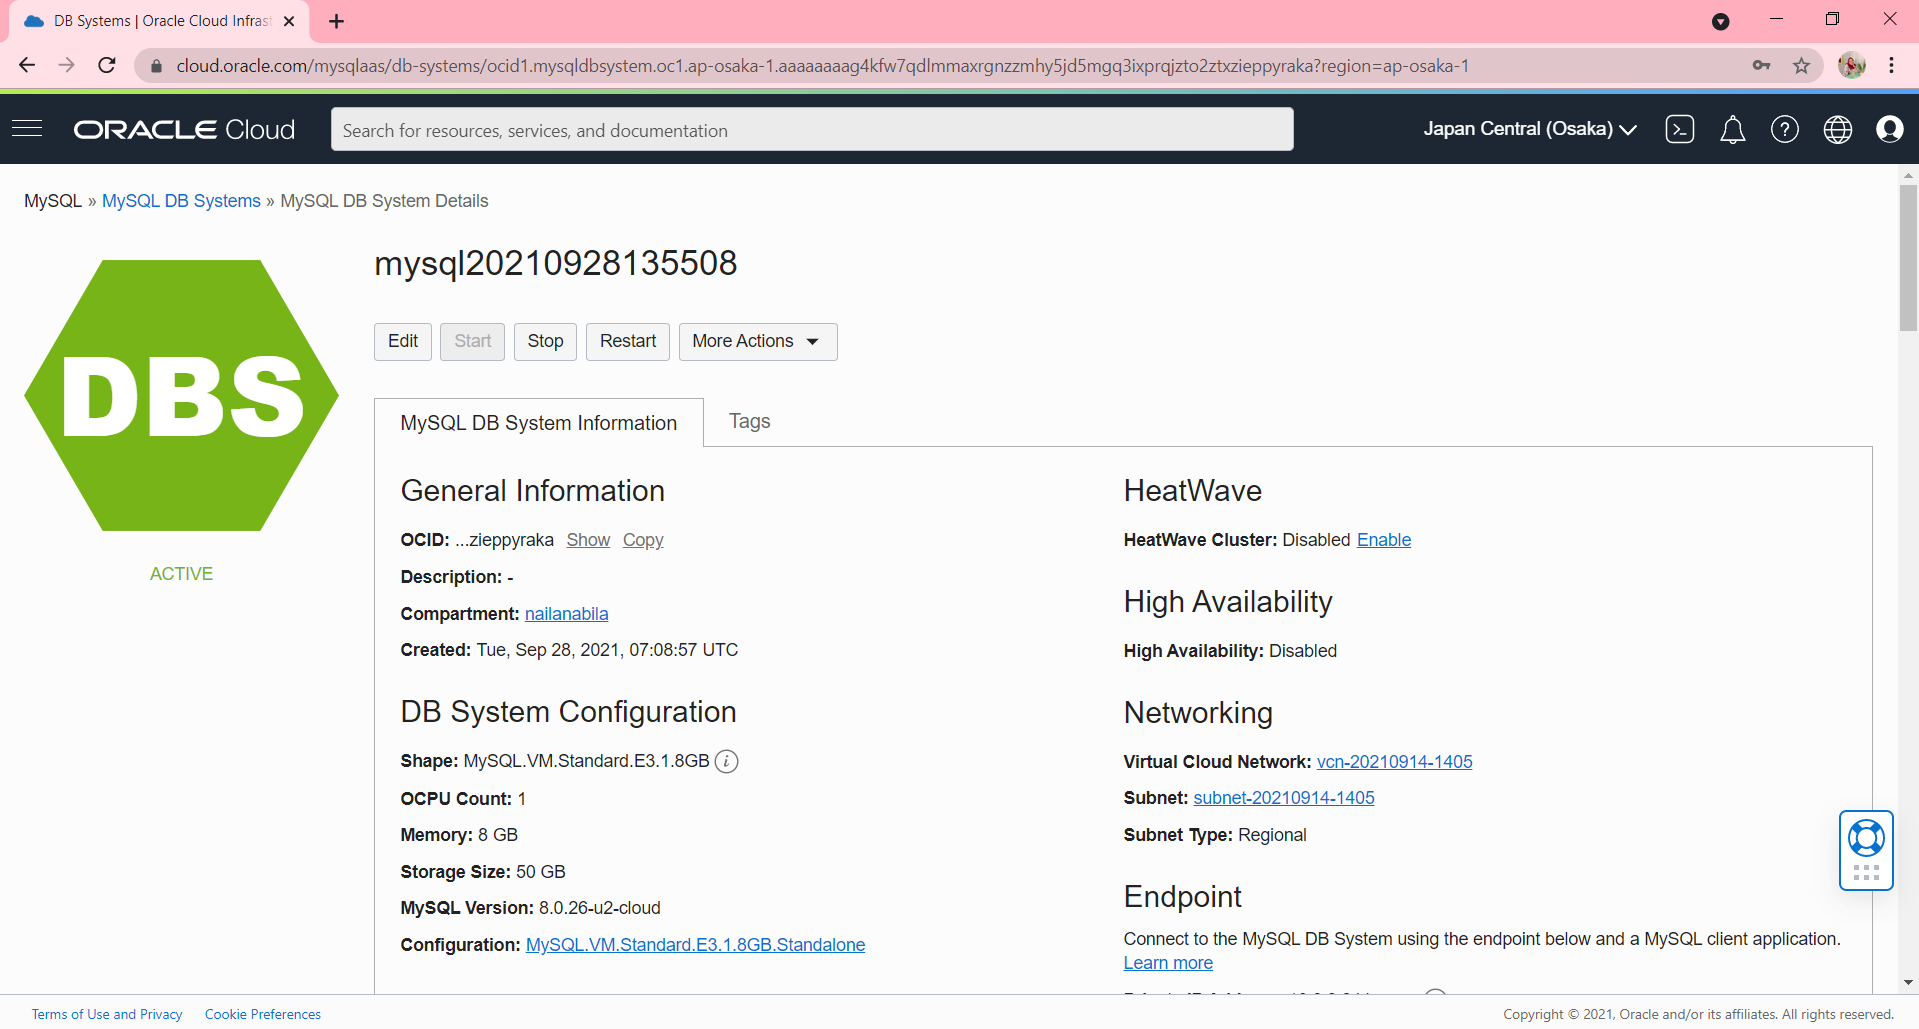 DB Systems | Oracle Cloud Infrast
cloud.oracle.com/mysqlaas/db-systems/ocid1.mysqldbsystem.oc1.ap-osaka-1.aaaaaaaag4kfw7qdlmmaxrgnzzmhy5jd5mgq3ixprqjzto2ztxzieppyraka?region=ap-osaka-1
ORACLE Cloud
Search for resources, services, and documentation
Japan Central (Osaka)
MySQL » MySQL DB Systems » MySQL DB System Details
DBS
ACTIVE
mysql20210928135508
Edit
Start
Stop
Restart
More Actions
MySQL DB System Information
Tags
General Information
OCID: ...zieppyraka Show Copy
Description: -
Compartment: nailanabila
Created: Tue, Sep 28, 2021, 07:08:57 UTC
DB System Configuration
Shape: MySQL.VM.Standard.E3.1.8GB i
OCPU Count: 1
Memory: 8 GB
Storage Size: 50 GB
MySQL Version: 8.0.26-u2-cloud
Configuration: MySQL.VM.Standard.E3.1.8GB.Standalone
HeatWave
HeatWave Cluster: Disabled Enable
High Availability
High Availability: Disabled
Networking
Virtual Cloud Network: vcn-20210914-1405
Subnet: subnet-20210914-1405
Subnet Type: Regional
Endpoint
Connect to the MySQL DB System using the endpoint below and a MySQL client application.
Learn more
Terms of Use and Privacy
Cookie Preferences
Copyright © 2021, Oracle and/or its affiliates. All rights reserved.